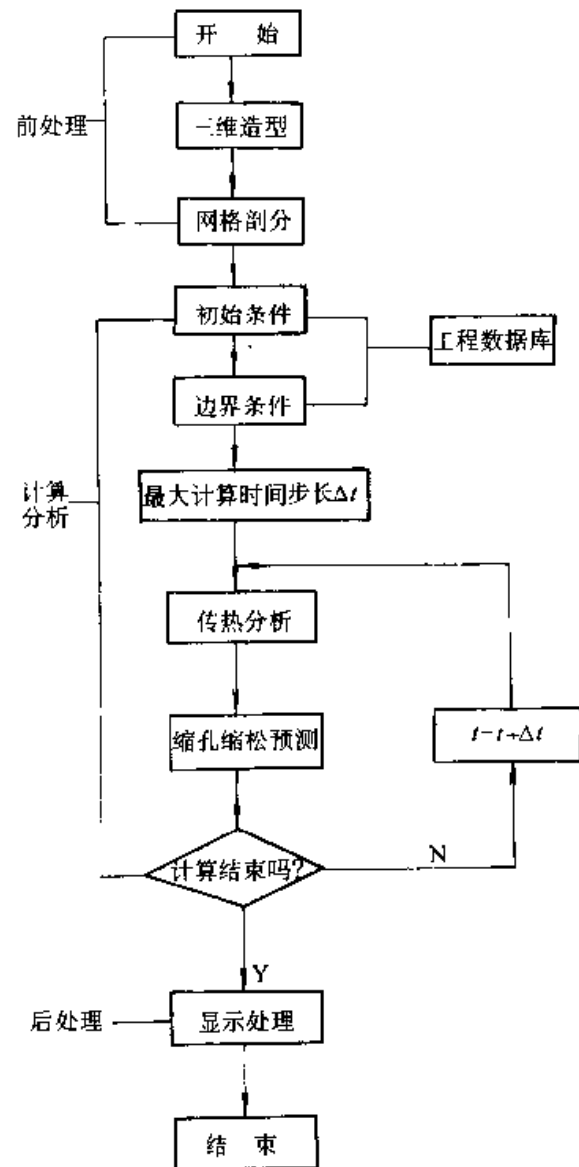 开 始
前处理
三维造型
网格剖分
初始条件
工程数据库
边界条件
计算
分析
最大计算时间步长Δt
传热分析
缩孔缩松预测
t=t+Δt
计算结束吗?
N
Y
后处理
显示处理
结 束